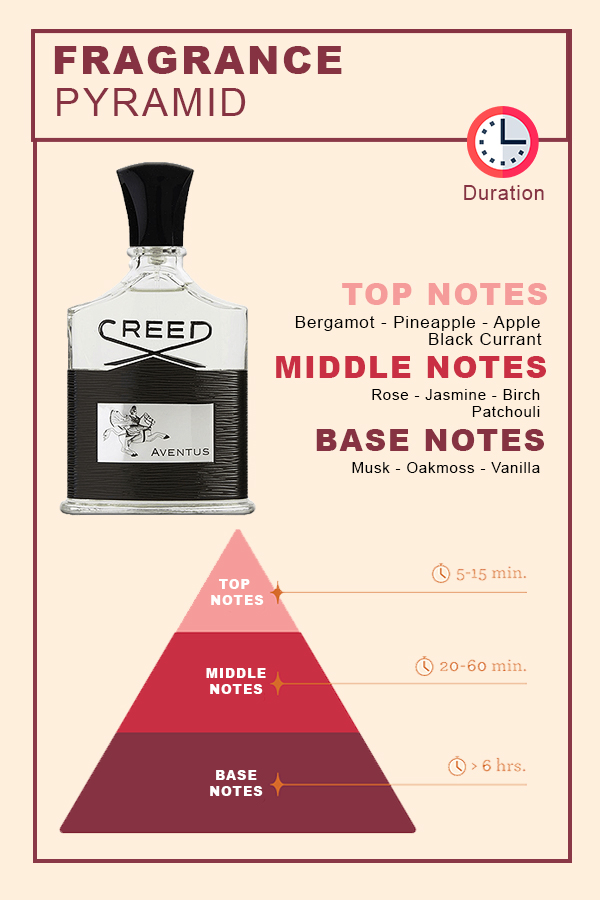 FRAGRANCE
PYRAMID
Duration
CREED
AVENTUS
TOP NOTES
Bergamot - Pineapple - Apple
Black Currant
MIDDLE NOTES
Rose - Jasmine - Birch
Patchouli
BASE NOTES
Musk - Oakmoss - Vanilla
TOP
NOTES
5-15 min.
MIDDLE
NOTES
20-60 min.
BASE
NOTES
> 6 hrs.